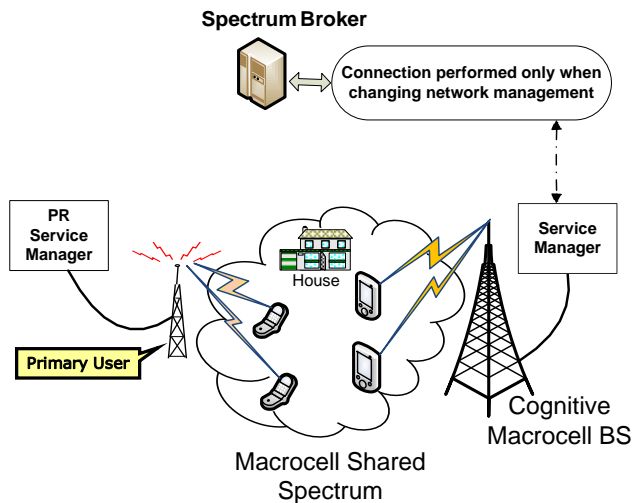 Spectrum Broker
Connection performed only when
changing network management
PR
Service
Manager
Service
Manager
House
Primary User
Cognitive
Macrocell BS
Macrocell Shared
Spectrum